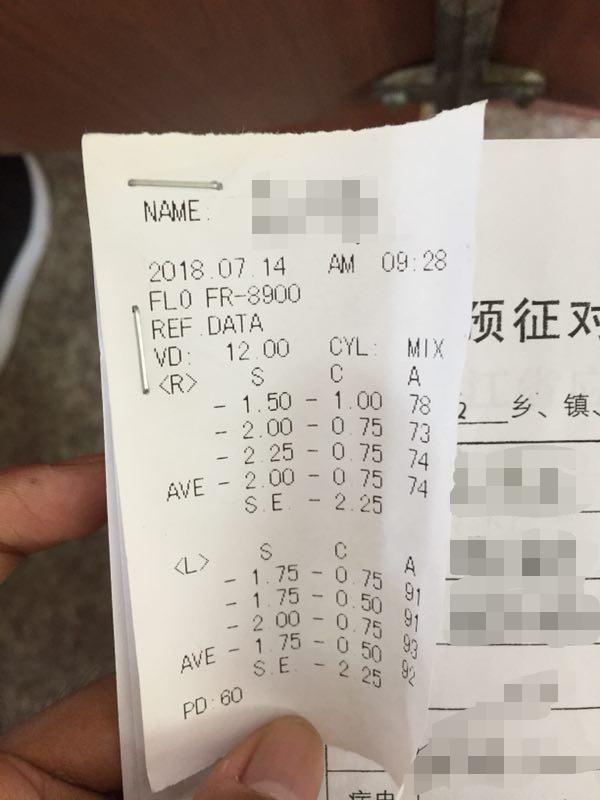 NAME:
2018.07.14 AM 09:28
FLO FR-8900
REF.DATA
VD: 12.00 CYL: MIX
<R> S C A
- 1.50 - 1.00 78
- 2.00 - 0.75 73
- 2.25 - 0.75 74
AVE - 2.00 - 0.75 74
S.E. - 2.25
<L> S C A
- 1.75 - 0.75 91
- 1.75 - 0.50 91
- 2.00 - 0.75 93
AVE - 1.75 - 0.50 92
S.E. - 2.25
PD:60
预征对
乡、镇、